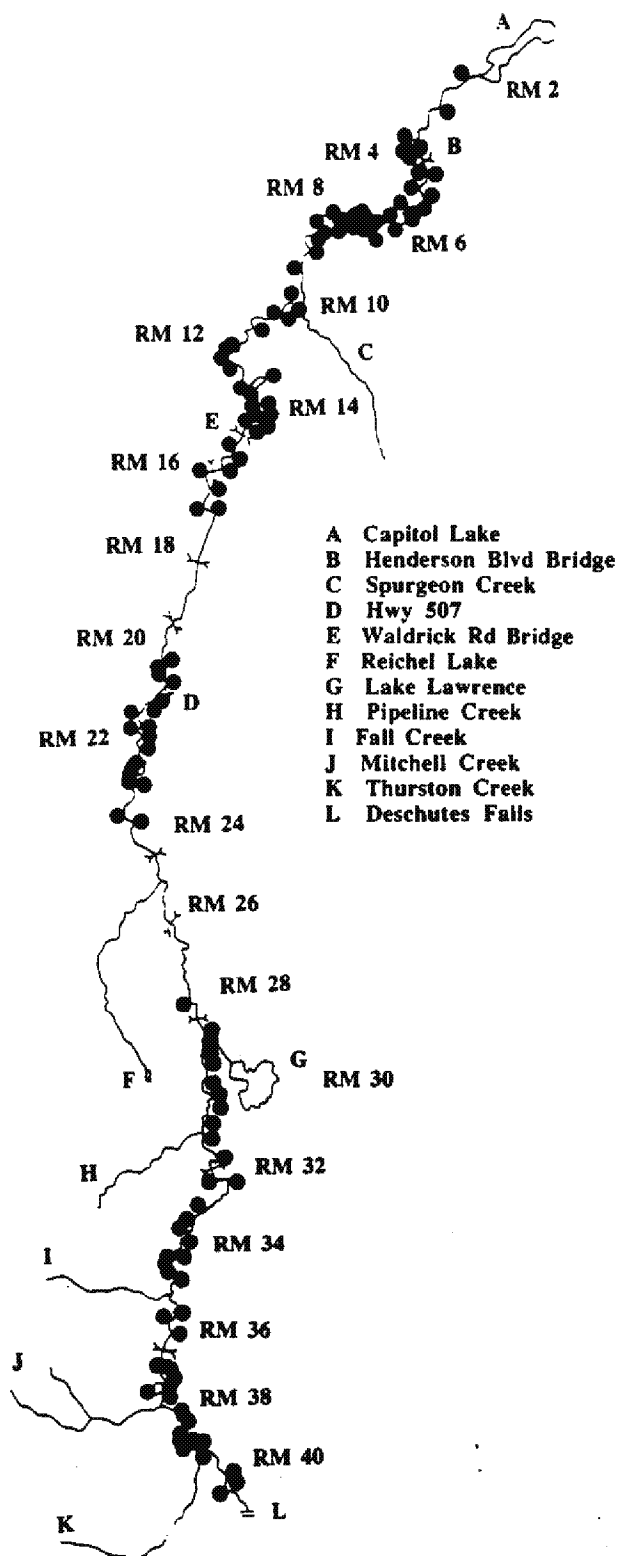 A
RM 2
RM 4
B
RM 8
RM 6
RM 10
RM 12
C
RM 14
E
RM 16
A Capitol Lake
B Henderson Blvd Bridge
C Spurgeon Creek
D Hwy 507
E Waldrick Rd Bridge
F Reichel Lake
G Lake Lawrence
H Pipeline Creek
I Fall Creek
J Mitchell Creek
K Thurston Creek
L Deschutes Falls
RM 18
RM 20
D
RM 22
RM 24
RM 26
RM 28
G
F
RM 30
H
RM 32
RM 34
I
RM 36
J
RM 38
RM 40
L
K